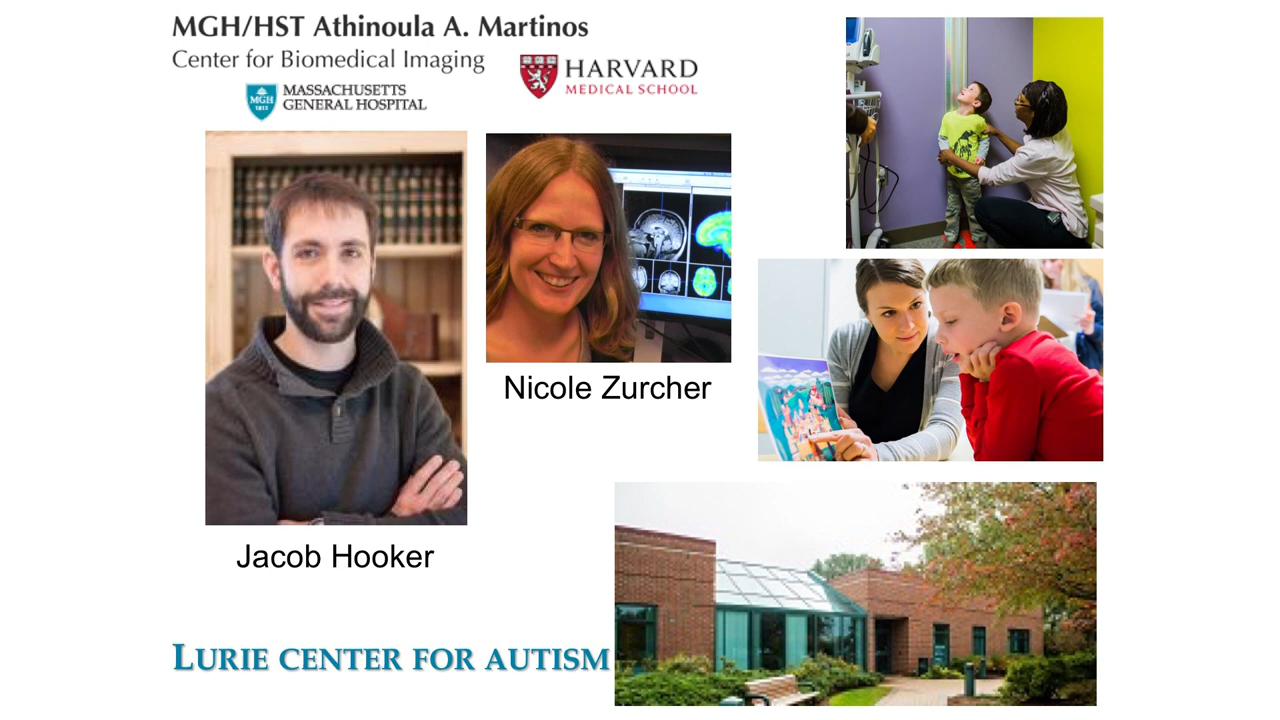 MGH/HST Athinoula A. Martinos
Center for Biomedical Imaging
MGH
1811
MASSACHUSETTS
GENERAL HOSPITAL
HARVARD
MEDICAL SCHOOL
Nicole Zurcher
Jacob Hooker
LURIE CENTER FOR AUTISM